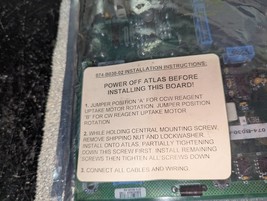 074-9639-02 INSTALLATION INSTRUCTIONS:
POWER OFF ATLAS BEFORE
INSTALLING THIS BOARD!
1. JUMPER POSITION 'A' FOR CCW REAGENT
UPTAKE MOTOR ROTATION. JUMPER POSITION
'B' FOR CW REAGENT UPTAKE MOTOR
ROTATION.
2. WHILE HOLDING CENTRAL MOUNTING SCREW,
REMOVE SHIPPING NUT AND LOCKWASHER.
INSTALL ONTO ATLAS; PARTIALLY TIGHTENING
DOWN THIS SCREW FIRST. INSTALL REMAINING
SCREWS THEN TIGHTEN ALL SCREWS DOWN.
3. CONNECT ALL CABLES AND WIRING.